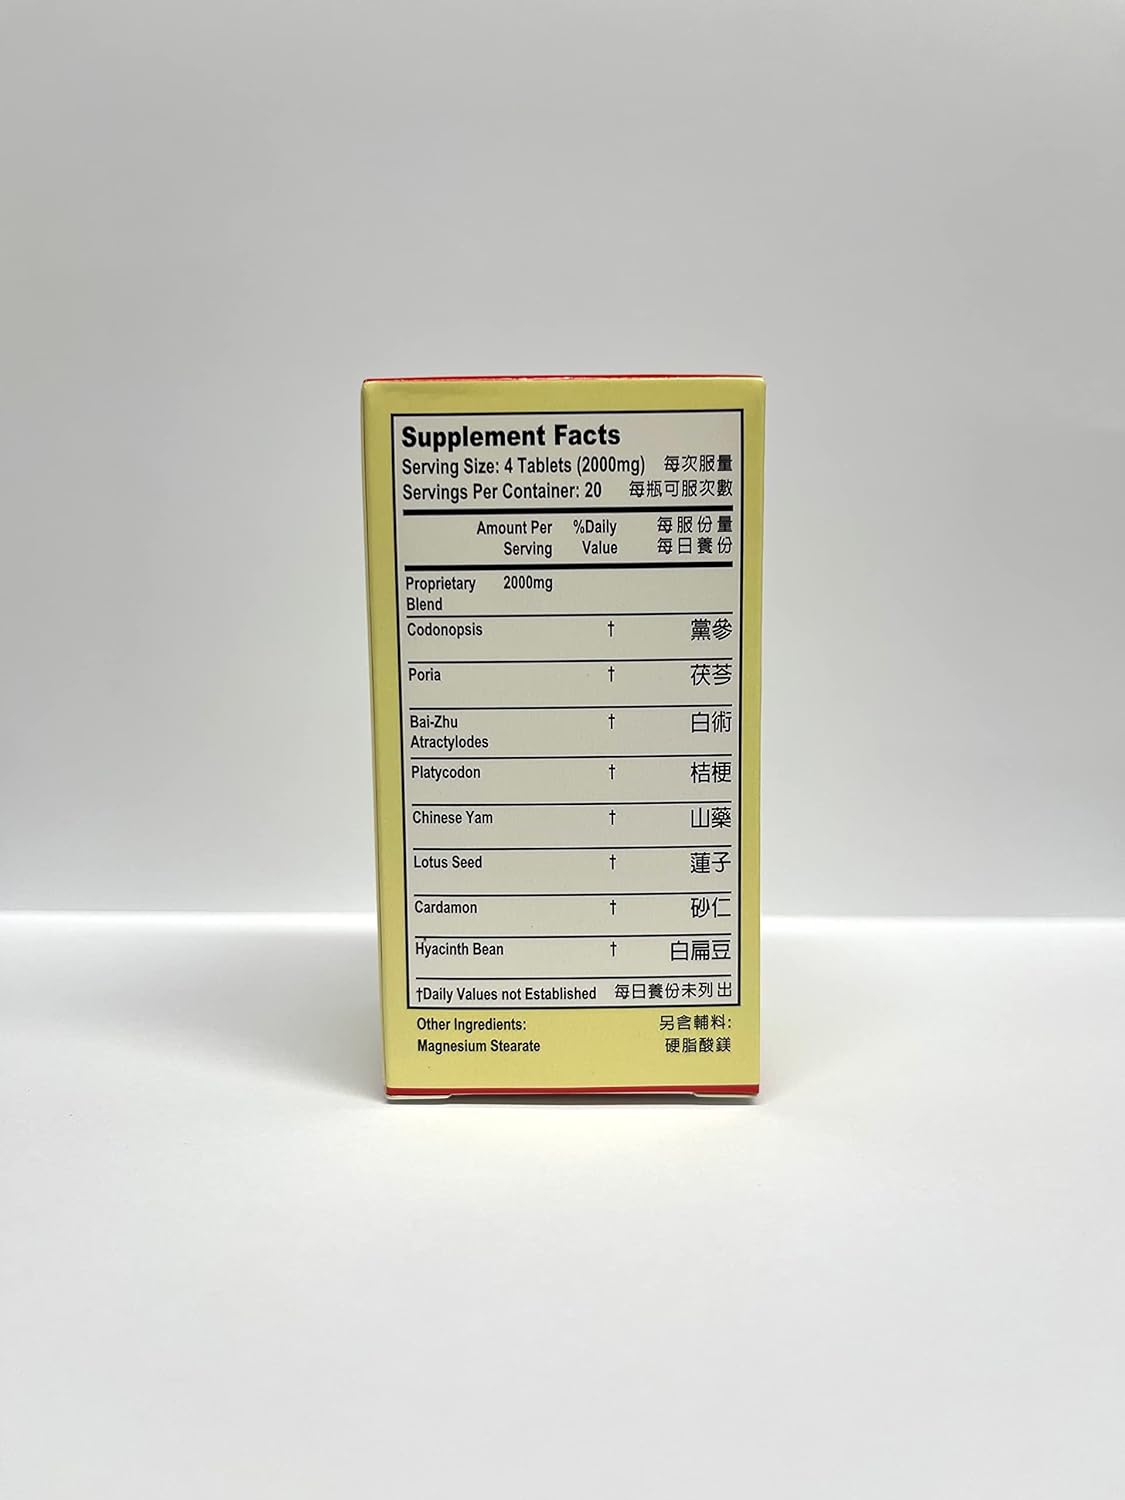 Supplement Facts
Serving Size: 4 Tablets (2000mg) 每次服量
Servings Per Container: 20 每瓶可服次數
Amount Per %Daily 每服份量
Serving Value 每日養份
Proprietary 2000mg
Blend
Codonopsis † 黨參
Poria † 茯苓
Bai-Zhu † 白術
Atractylodes
Platycodon † 桔梗
Chinese Yam † 山藥
Lotus Seed † 蓮子
Cardamon † 砂仁
Hyacinth Bean † 白扁豆
†Daily Values not Established 每日養份未列出
Other Ingredients: 另含輔料:
Magnesium Stearate 硬脂酸鎂